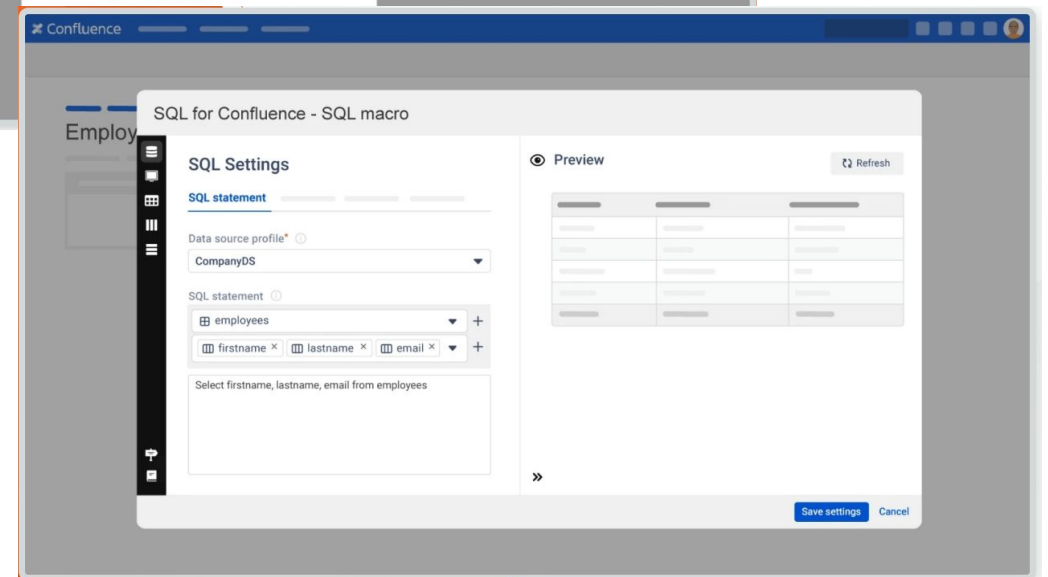 Confluence
Employ
SQL for Confluence - SQL macro
SQL Settings
SQL statement
Data source profile*
CompanyDS
SQL statement
employees
firstname × lastname × email ×
Select firstname, lastname, email from employees
Preview
Refresh
Save settings Cancel